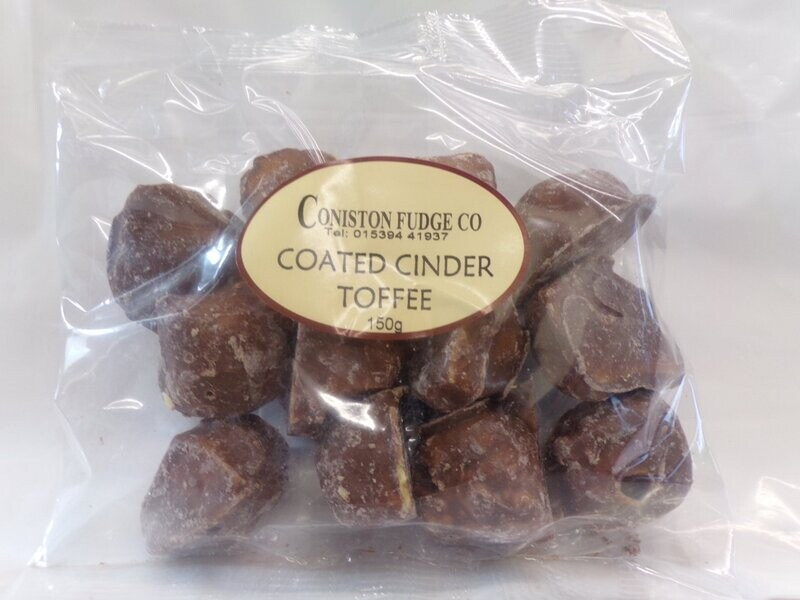 CONISTON FUDGE CO
Tel: 015394 41937
COATED CINDER
TOFFEE
150g